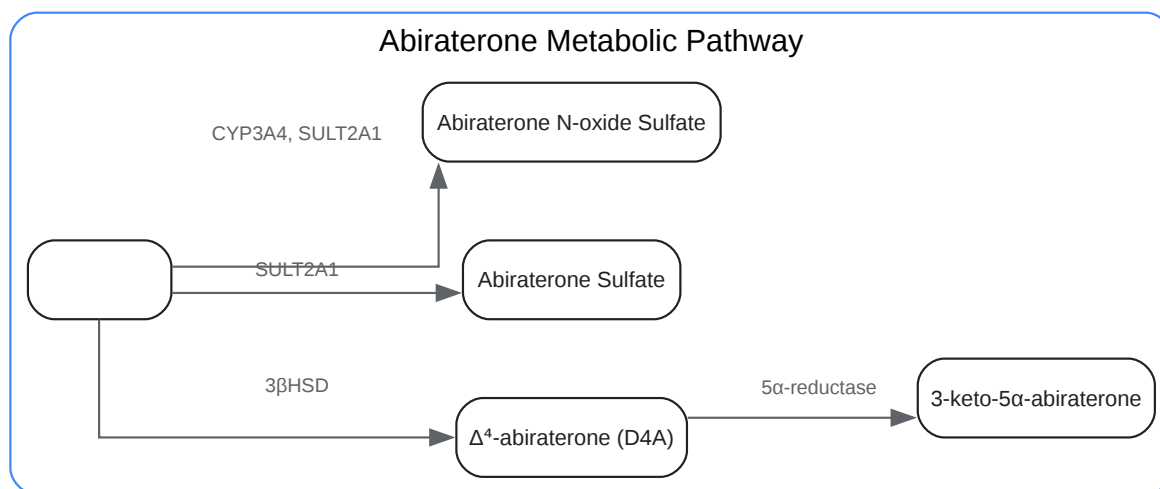 Abiraterone Metabolic Pathway
CYP3A4, SULT2A1
Abiraterone N-oxide Sulfate
SULT2A1
Abiraterone Sulfate
3βHSD
Δ⁴-abiraterone (D4A)
5α-reductase
3-keto-5α-abiraterone